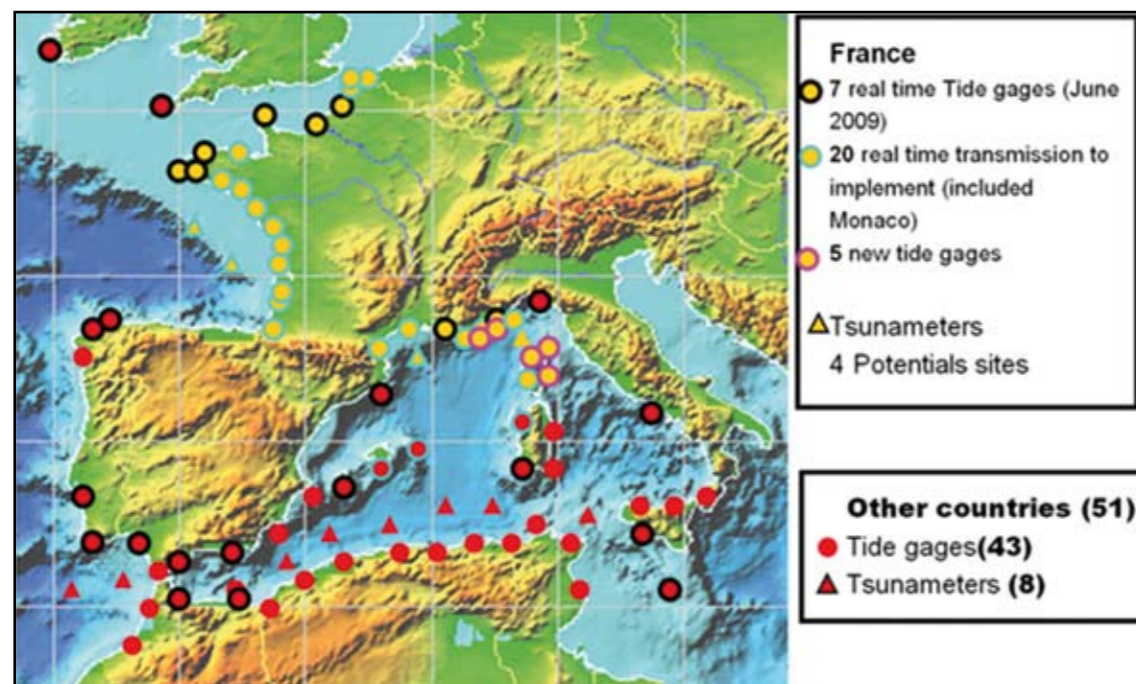 France
7 real time Tide gages (June
2009)
20 real time transmission to
implement (included
Monaco)
5 new tide gages
Tsunameters
4 Potentials sites
Other countries (51)
Tide gages(43)
Tsunameters (8)